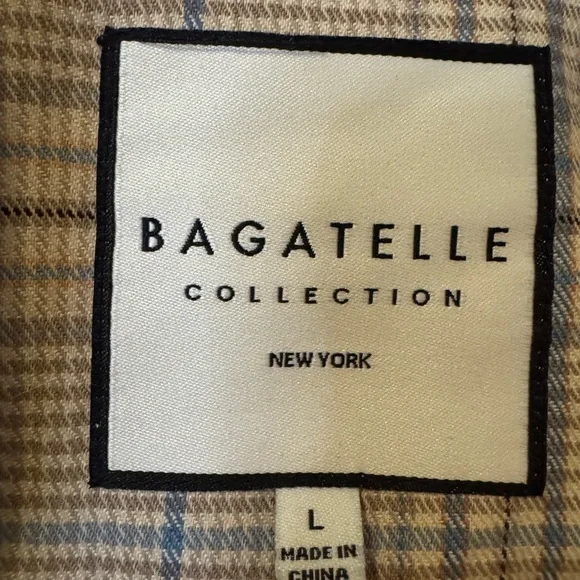 BAGATELLE
COLLECTION
NEW YORK
L
MADE IN
CHINA